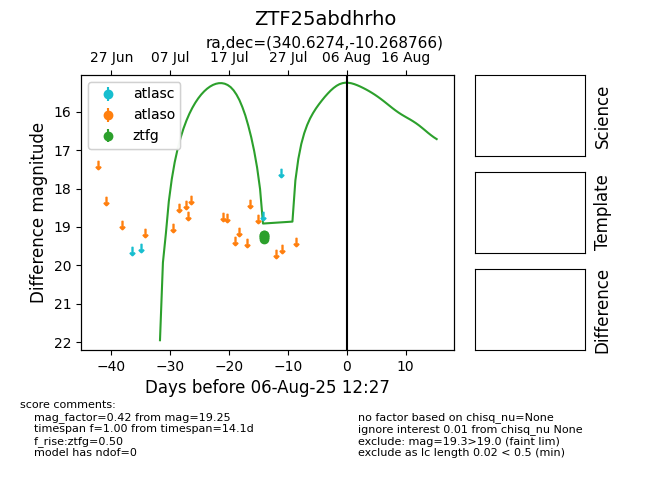 ZTF25abdhrho
ra,dec=(340.6274,-10.268766)
27 Jun 07 Jul 17 Jul 27 Jul 06 Aug 16 Aug
atlasc
atlaso
ztfg
16
17
18
19
20
21
22
Difference magnitude
−40 −30 −20 −10 0 10
Days before 06-Aug-25 12:27
Science
Template
Difference
score comments:
mag_factor=0.42 from mag=19.25
timespan f=1.00 from timespan=14.1d
f_rise:ztfg=0.50
model has ndof=0
no factor based on chisq_nu=None
ignore interest 0.01 from chisq_nu None
exclude: mag=19.3>19.0 (faint lim)
exclude as lc length 0.02 < 0.5 (min)